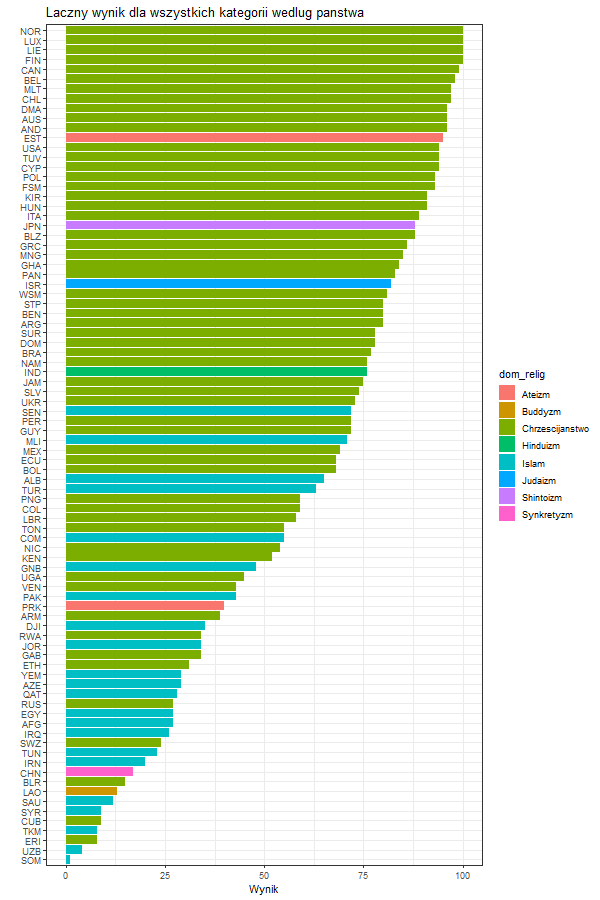 Laczny wynik dla wszystkich kategorii wedlug panstwa
NOR
LUX
LIE
FIN
CAN
BEL
MLT
CHL
DMA
AUS
AND
EST
USA
TUV
CYP
POL
FSM
KIR
HUN
ITA
JPN
BLZ
GRC
MNG
GHA
PAN
ISR
WSM
STP
BEN
ARG
SUR
DOM
BRA
NAM
IND
JAM
SLV
UKR
SEN
PER
GUY
MLI
MEX
ECU
BOL
ALB
TUR
PNG
COL
LBR
TON
COM
NIC
KEN
GNB
UGA
VEN
PAK
PRK
ARM
DJI
RWA
JOR
GAB
ETH
YEM
AZE
QAT
RUS
EGY
AFG
IRQ
SWZ
TUN
IRN
CHN
BLR
LAO
SAU
SYR
CUB
TKM
ERI
UZB
SOM
0 25 50 75 100
Wynik
dom_relig
Ateizm
Buddyzm
Chrzescijanstwo
Hinduizm
Islam
Judaizm
Shintoizm
Synkretyzm